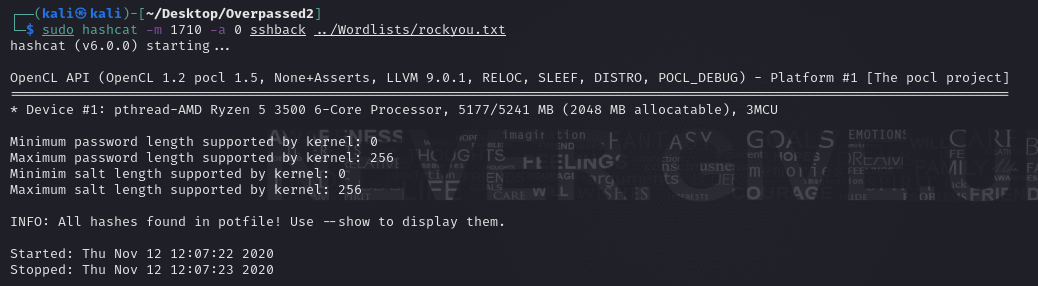 (kali㉿kali)-[~/Desktop/Overpassed2]
$ sudo hashcat -m 1710 -a 0 sshback ../Wordlists/rockyou.txt
hashcat (v6.0.0) starting...
OpenCL API (OpenCL 1.2 pocl 1.5, None+Asserts, LLVM 9.0.1, RELOC, SLEEF, DISTRO, POCL_DEBUG) - Platform #1 [The pocl project]
* Device #1: pthread-AMD Ryzen 5 3500 6-Core Processor, 5177/5241 MB (2048 MB allocatable), 3MCU
Minimum password length supported by kernel: 0
Maximum password length supported by kernel: 256
Minimim salt length supported by kernel: 0
Maximum salt length supported by kernel: 256
INFO: All hashes found in potfile! Use --show to display them.
Started: Thu Nov 12 12:07:22 2020
Stopped: Thu Nov 12 12:07:23 2020
GOALS
EMOTIONS
FANTASY
FEELING
CARE